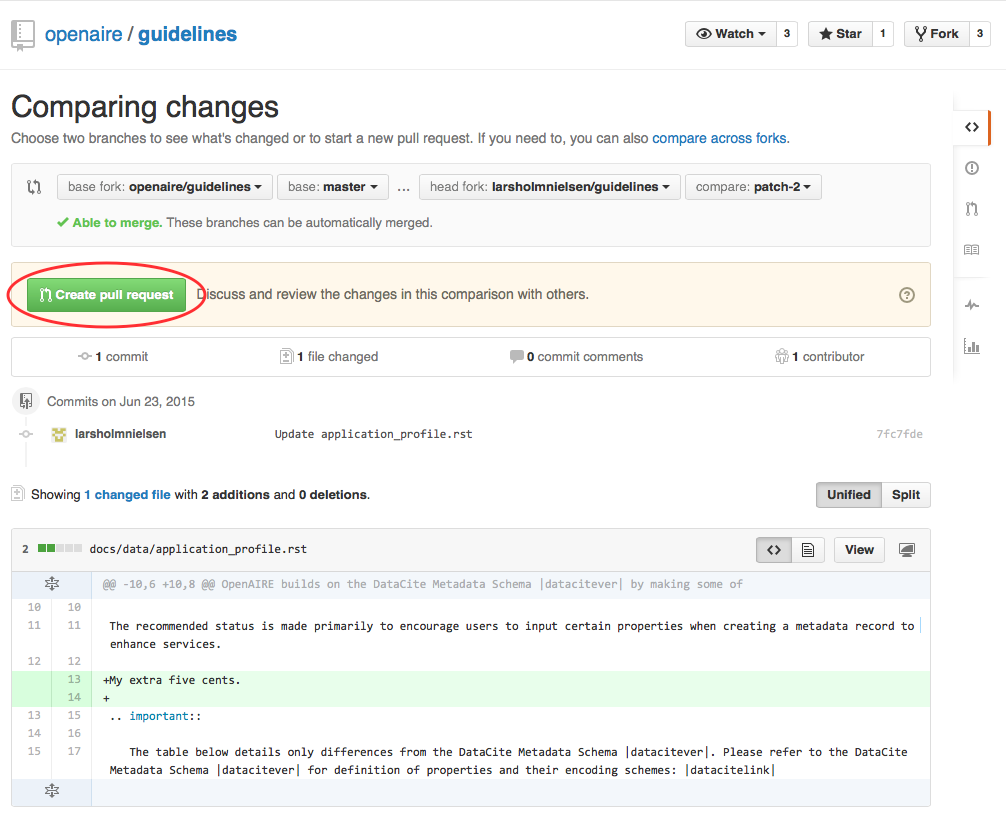 openaire / guidelines
Watch 3 Star 1 Fork 3
Comparing changes
Choose two branches to see what's changed or to start a new pull request. If you need to, you can also compare across forks.
base fork: openaire/guidelines base: master ... head fork: larsholmnielsen/guidelines compare: patch-2
Able to merge. These branches can be automatically merged.
Create pull request Discuss and review the changes in this comparison with others. ?
1 commit 1 file changed 0 commit comments 1 contributor
Commits on Jun 23, 2015
larsholmnielsen Update application_profile.rst 7fc7fde
Showing 1 changed file with 2 additions and 0 deletions. Unified Split
2 docs/data/application_profile.rst <> View
@@ -10,6 +10,8 @@ OpenAIRE builds on the DataCite Metadata Schema |datacitever| by making some of
10 10
11 11 The recommended status is made primarily to encourage users to input certain properties when creating a metadata record to
enhance services.
12 12
13 +My extra five cents.
14 +
13 15 .. important::
14 16
15 17 The table below details only differences from the DataCite Metadata Schema |datacitever|. Please refer to the DataCite
Metadata Schema |datacitever| for definition of properties and their encoding schemes: |datacitelink|